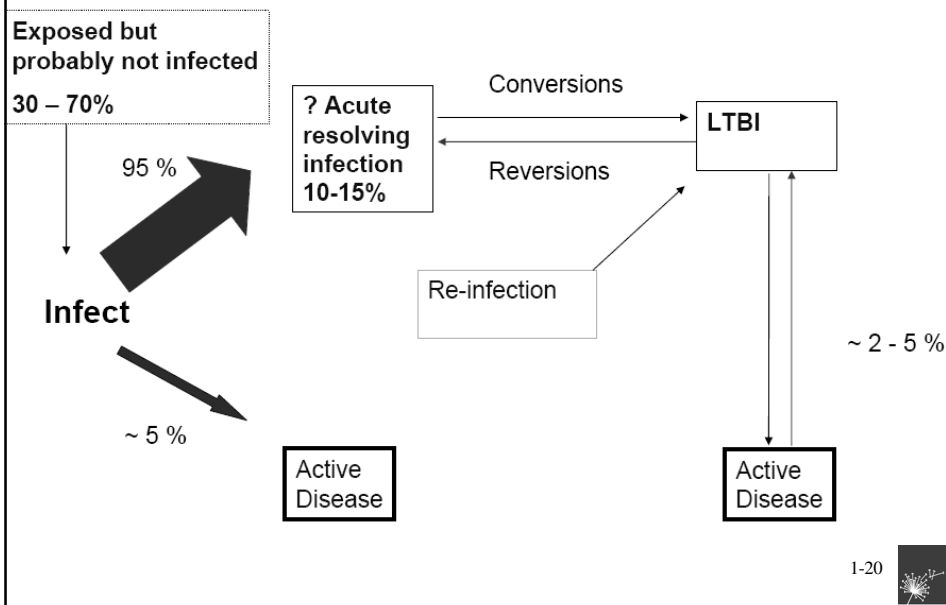 Exposed but
probably not infected
30 – 70%
95 %
? Acute
resolving
infection
10-15%
Conversions
Reversions
LTBI
Re-infection
Infect
~ 5 %
Active
Disease
~ 2 - 5 %
Active
Disease
1-20